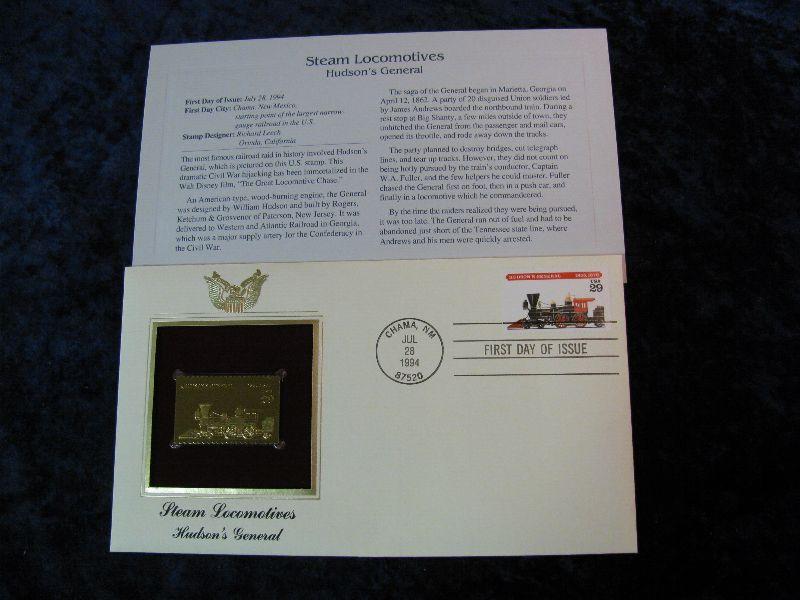 Steam Locomotives
Hudson's General
First Day of Issue: July 28, 1994
First Day City: Chama, New Mexico,
starting point of the largest narrow-
gauge railroad in the U.S.
Stamp Designer: Richard Leech
Orinda, California
The most famous railroad raid in history involved Hudson's
General, which is pictured on this U.S. stamp. This
dramatic Civil War hijacking has been immortalized in the
Walt Disney film, "The Great Locomotive Chase."
An American type, wood-burning engine, the General
was designed by William Hudson and built by Rogers,
Ketchum & Grosvenor of Paterson, New Jersey. It was
delivered to Western and Atlantic Railroad in Georgia,
which was a major supply artery for the Confederacy in
the Civil War.
The saga of the General began in Marietta, Georgia on
April 12, 1862. A party of 20 disguised Union soldiers led
by James Andrews boarded the northbound train. During a
rest stop at Big Shanty, a few miles outside of town, they
unhitched the General from the passenger and mail cars,
opened its throttle, and rode away down the tracks.
The party planned to destroy bridges, cut telegraph
lines, and tear up tracks. However, they did not count on
being hotly pursued by the train's conductor, Captain
W.A. Fuller, and the few helpers he could muster. Fuller
chased the General first on foot, then in a push car, and
finally in a locomotive which he commandeered.
By the time the raiders realized they were being pursued,
it was too late. The General ran out of fuel and had to be
abandoned just short of the Tennessee state line, where
Andrews and his men were quickly arrested.
HUDSON'S GENERAL
USA
29
CHAMA, NM
JUL
28
1994
87520
FIRST DAY OF ISSUE
29
Steam Locomotives
Hudson's General